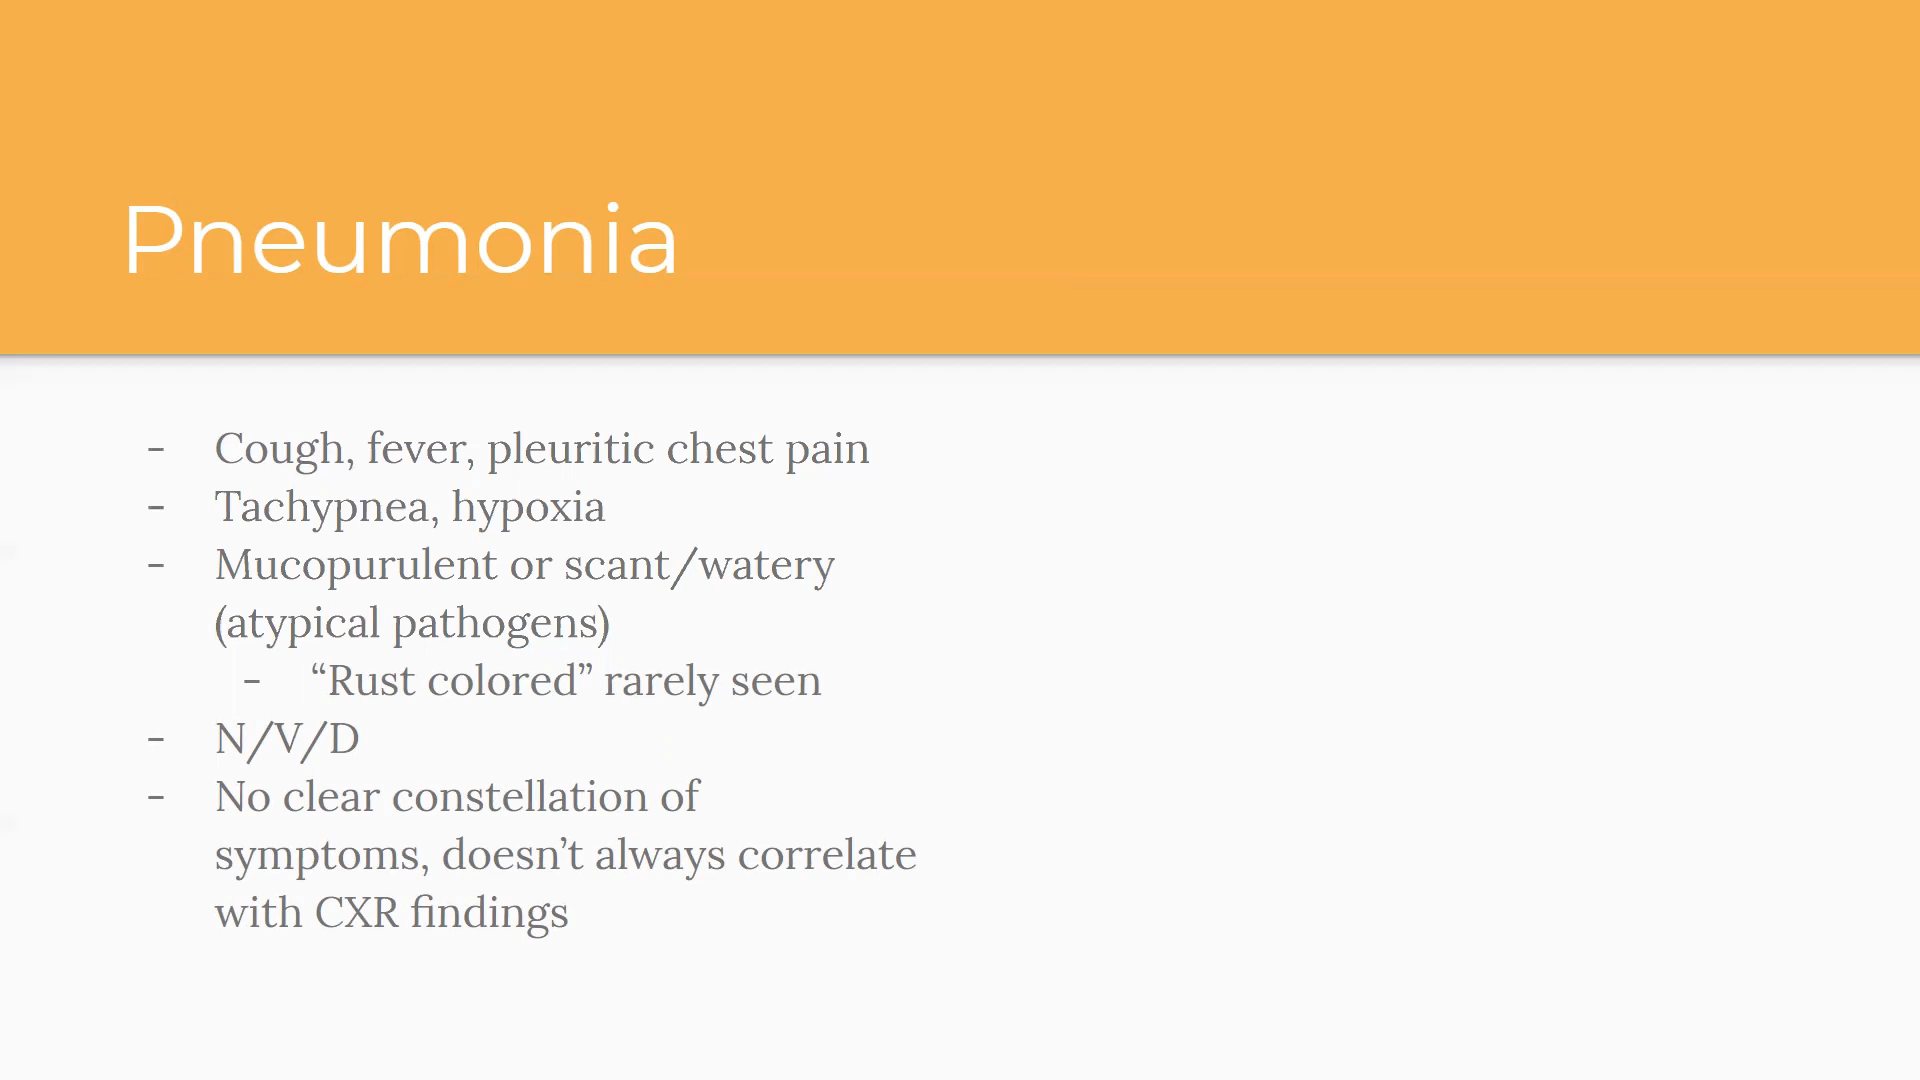 Pneumonia
- Cough, fever, pleuritic chest pain
- Tachypnea, hypoxia
- Mucopurulent or scant/watery
(atypical pathogens)
- “Rust colored” rarely seen
- N/V/D
- No clear constellation of
symptoms, doesn’t always correlate
with CXR findings